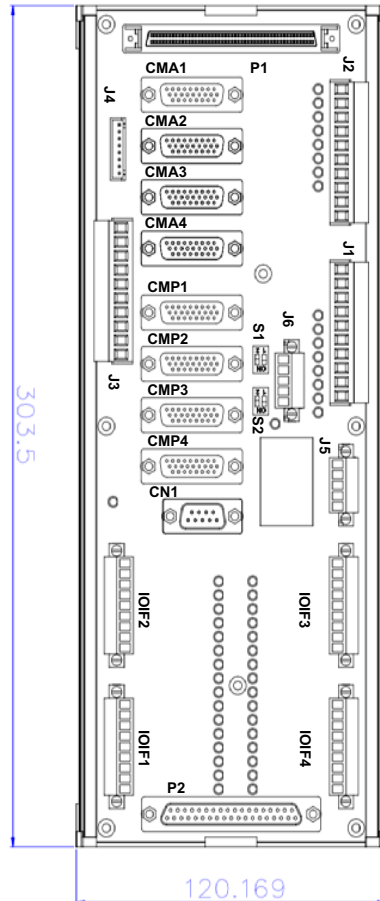 CMA1
P1
J2
J4
CMA2
CMA3
CMA4
J1
CMP1
S1
J6
CMP2
J3
CMP3
S2
CMP4
J5
CN1
IOIF2
IOIF3
IOIF1
IOIF4
P2
303.5
120.169